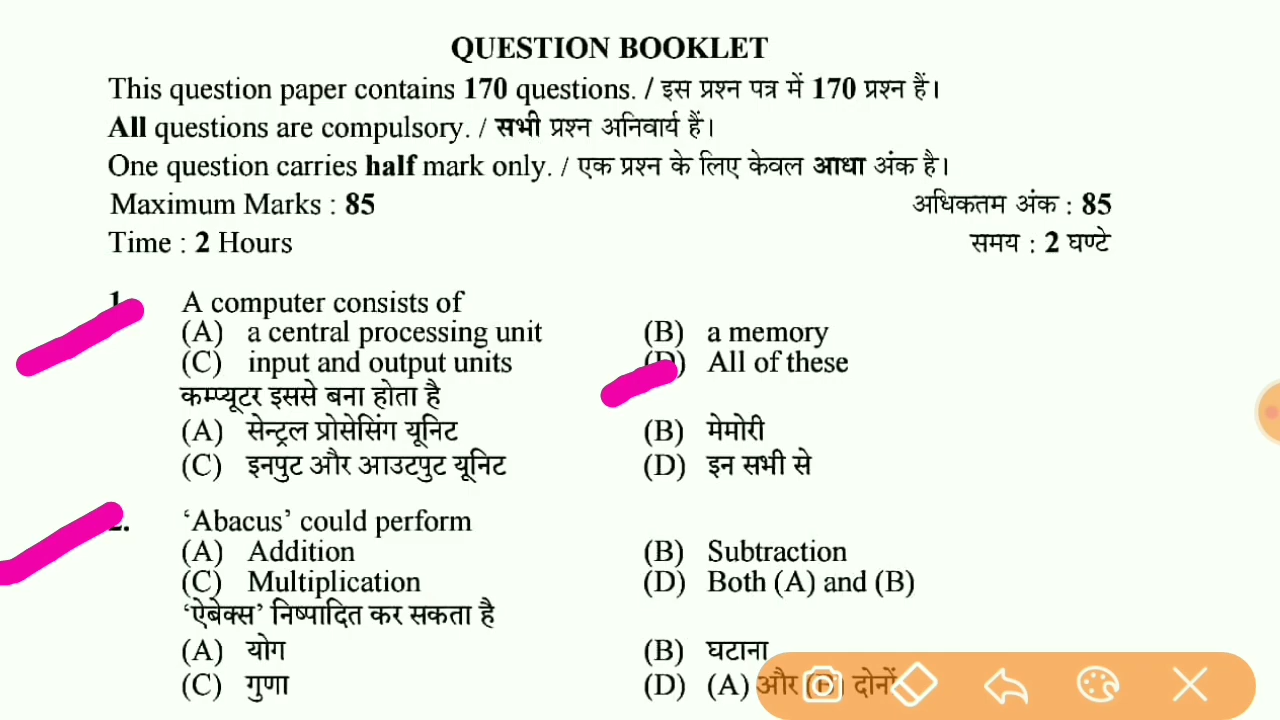 QUESTION BOOKLET
This question paper contains 170 questions. / इस प्रश्न पत्र में 170 प्रश्न हैं।
All questions are compulsory. / सभी प्रश्न अनिवार्य हैं।
One question carries half mark only. / एक प्रश्न के लिए केवल आधा अंक है।
Maximum Marks : 85 अधिकतम अंक : 85
Time : 2 Hours समय : 2 घण्टे
1. A computer consists of
(A) a central processing unit (B) a memory
(C) input and output units (D) All of these
कम्प्यूटर इससे बना होता है
(A) सेन्ट्रल प्रोसेसिंग यूनिट (B) मेमोरी
(C) इनपुट और आउटपुट यूनिट (D) इन सभी से
2. ‘Abacus’ could perform
(A) Addition (B) Subtraction
(C) Multiplication (D) Both (A) and (B)
‘ऐबेक्स’ निष्पादित कर सकता है
(A) योग (B) घटाना
(C) गुणा (D) (A) और (B) दोनों